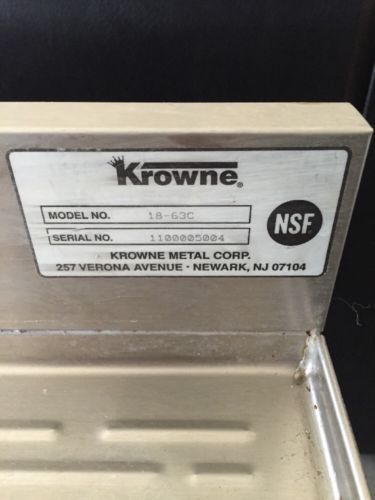 Krowne®
MODEL NO. 18-63C
SERIAL NO. 1100005004
NSF
KROWNE METAL CORP.
257 VERONA AVENUE · NEWARK, NJ 07104